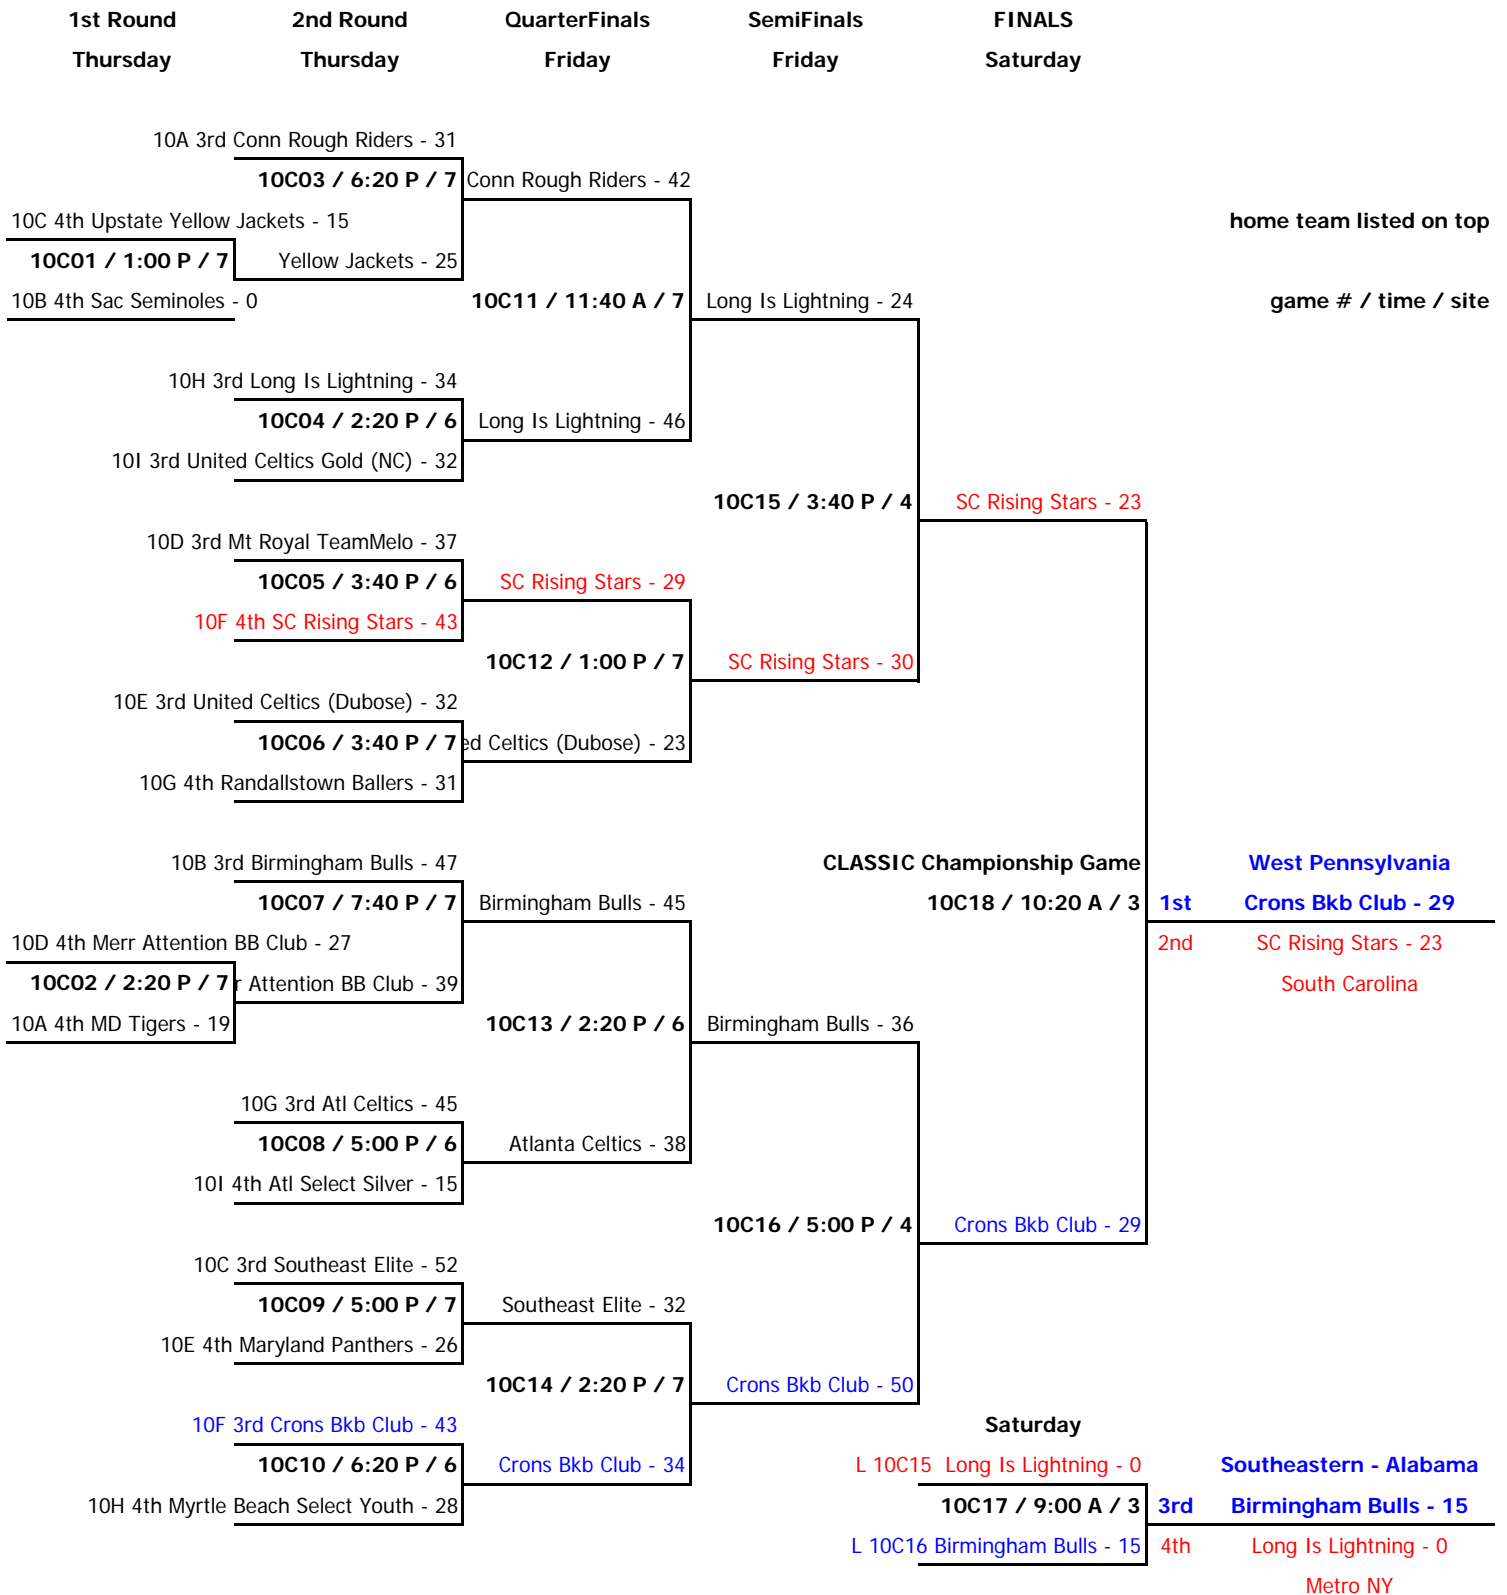 1st Round 2nd Round QuarterFinals SemiFinals FINALS
Thursday Thursday Friday Friday Saturday
10A 3rd Conn Rough Riders - 31
10C03 / 6:20 P / 7 Conn Rough Riders - 42
10C 4th Upstate Yellow Jackets - 15 home team listed on top
10C01 / 1:00 P / 7 Yellow Jackets - 25
10B 4th Sac Seminoles - 0 10C11 / 11:40 A / 7 Long Is Lightning - 24 game # / time / site
10H 3rd Long Is Lightning - 34
10C04 / 2:20 P / 6 Long Is Lightning - 46
10I 3rd United Celtics Gold (NC) - 32
10C15 / 3:40 P / 4 SC Rising Stars - 23
10D 3rd Mt Royal TeamMelo - 37
10C05 / 3:40 P / 6 SC Rising Stars - 29
10F 4th SC Rising Stars - 43
10C12 / 1:00 P / 7 SC Rising Stars - 30
10E 3rd United Celtics (Dubose) - 32
10C06 / 3:40 P / 7 ed Celtics (Dubose) - 23
10G 4th Randallstown Ballers - 31
10B 3rd Birmingham Bulls - 47 CLASSIC Championship Game West Pennsylvania
10C07 / 7:40 P / 7 Birmingham Bulls - 45 10C18 / 10:20 A / 3 1st Crons Bkb Club - 29
10D 4th Merr Attention BB Club - 27 2nd SC Rising Stars - 23
10C02 / 2:20 P / 7 r Attention BB Club - 39 South Carolina
10A 4th MD Tigers - 19 10C13 / 2:20 P / 6 Birmingham Bulls - 36
10G 3rd Atl Celtics - 45
10C08 / 5:00 P / 6 Atlanta Celtics - 38
10I 4th Atl Select Silver - 15
10C16 / 5:00 P / 4 Crons Bkb Club - 29
10C 3rd Southeast Elite - 52
10C09 / 5:00 P / 7 Southeast Elite - 32
10E 4th Maryland Panthers - 26
10C14 / 2:20 P / 7 Crons Bkb Club - 50
10F 3rd Crons Bkb Club - 43 Saturday
10C10 / 6:20 P / 6 Crons Bkb Club - 34 L 10C15 Long Is Lightning - 0 Southeastern - Alabama
10H 4th Myrtle Beach Select Youth - 28 10C17 / 9:00 A / 3 3rd Birmingham Bulls - 15
L 10C16 Birmingham Bulls - 15 4th Long Is Lightning - 0
Metro NY